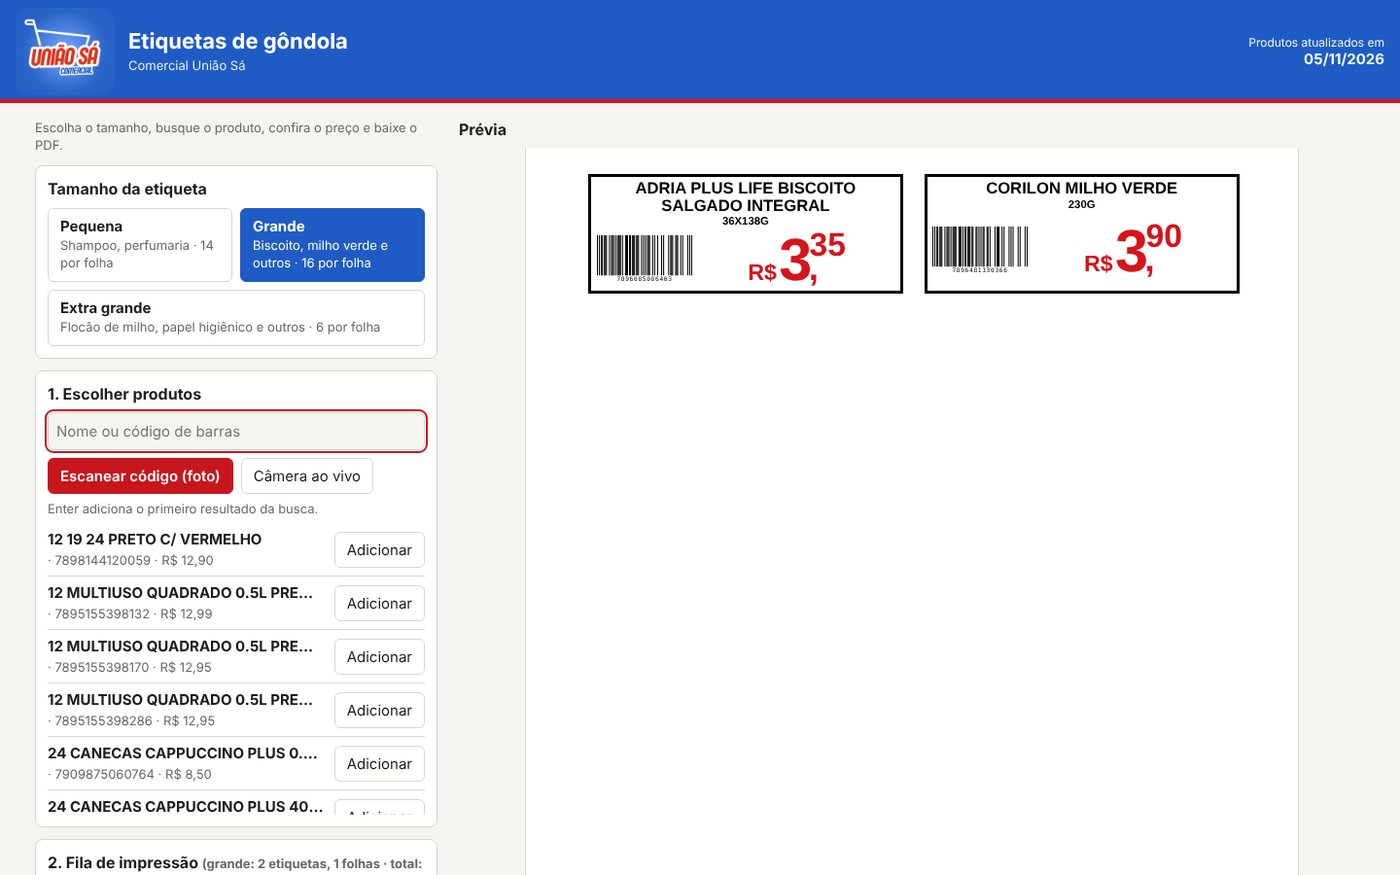 UNIÃO SÁ
COMERCIAL
Etiquetas de gôndola
Comercial União Sá
Produtos atualizados em
05/11/2026
Escolha o tamanho, busque o produto, confira o preço e baixe o
PDF.
Tamanho da etiqueta
Pequena
Shampoo, perfumaria · 14
por folha
Grande
Biscoito, milho verde e
outros · 16 por folha
Extra grande
Flocão de milho, papel higiênico e outros · 6 por folha
1. Escolher produtos
Nome ou código de barras
Escanear código (foto)
Câmera ao vivo
Enter adiciona o primeiro resultado da busca.
12 19 24 PRETO C/ VERMELHO
· 7898144120059 · R$ 12,90
Adicionar
12 MULTIUSO QUADRADO 0.5L PRE...
· 7895155398132 · R$ 12,99
Adicionar
12 MULTIUSO QUADRADO 0.5L PRE...
· 7895155398170 · R$ 12,95
Adicionar
12 MULTIUSO QUADRADO 0.5L PRE...
· 7895155398286 · R$ 12,95
Adicionar
24 CANECAS CAPPUCCINO PLUS 0....
· 7909875060764 · R$ 8,50
Adicionar
24 CANECAS CAPPUCCINO PLUS 40...
Adicionar
2. Fila de impressão (grande: 2 etiquetas, 1 folhas · total:
Prévia
ADRIA PLUS LIFE BISCOITO
SALGADO INTEGRAL
36X138G
7896085086403
R$ 3,35
CORILON MILHO VERDE
230G
7896481130366
R$ 3,90